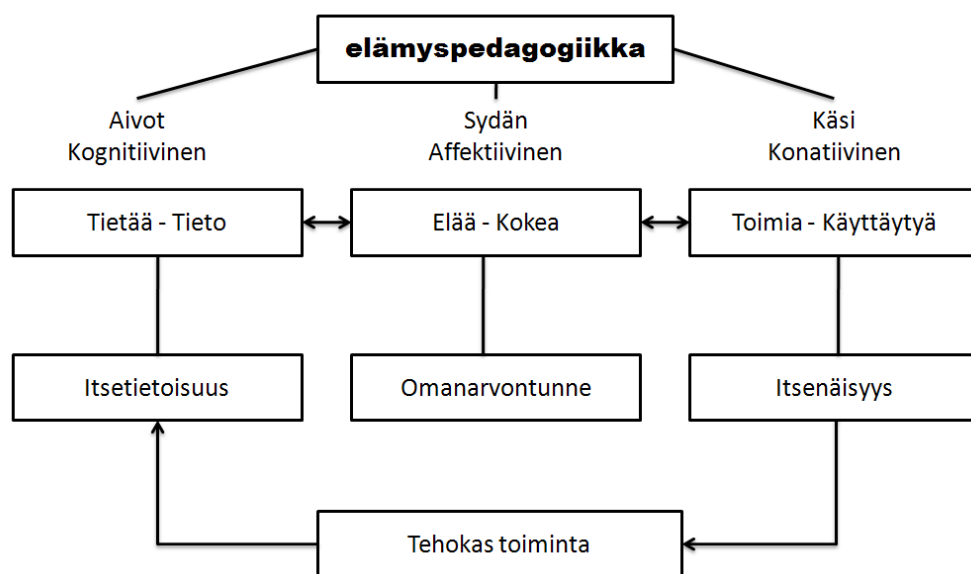 elämyspedagogiikka
Aivot
Kognitiivinen
Sydän
Affektiivinen
Käsi
Konatiivinen
Tietää - Tieto
Elää - Kokea
Toimia - Käyttäytyä
Itsetietoisuus
Omanarvontunne
Itsenäisyys
Tehokas toiminta